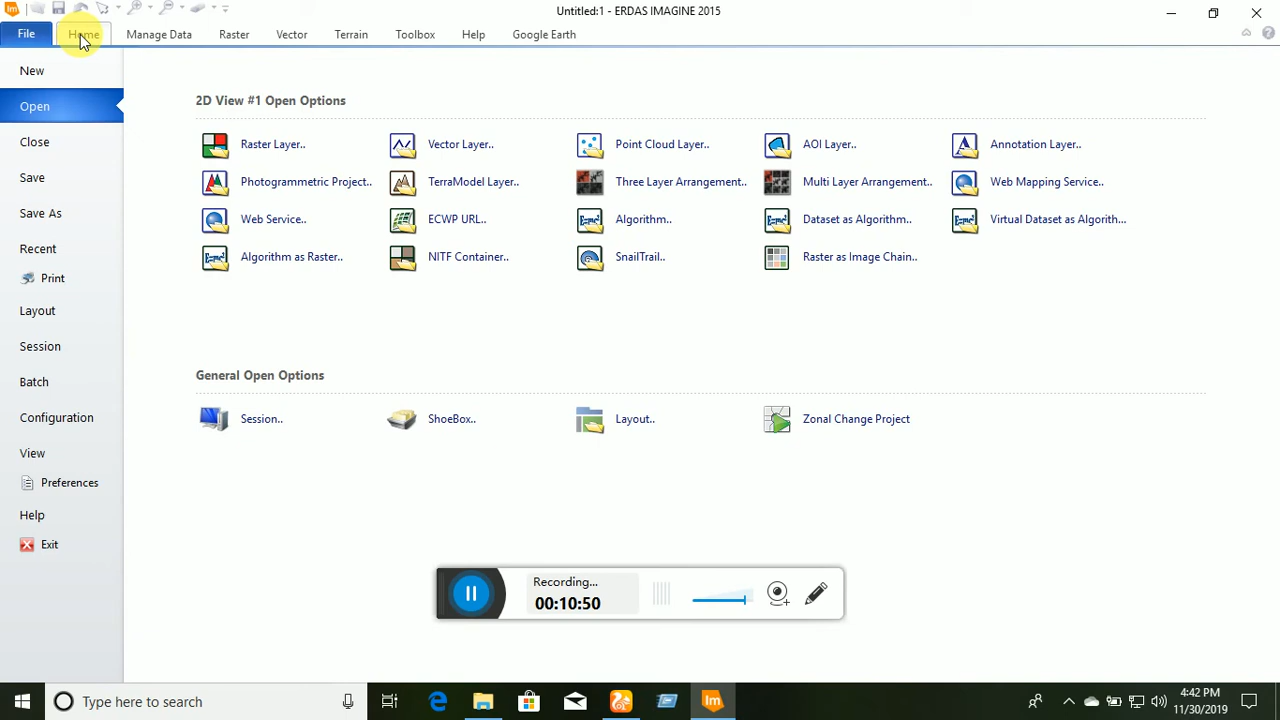 Untitled:1 - ERDAS IMAGINE 2015
File Home Manage Data Raster Vector Terrain Toolbox Help Google Earth
New
Open
Close
Save
Save As
Recent
Print
Layout
Session
Batch
Configuration
View
Preferences
Help
Exit
2D View #1 Open Options
Raster Layer.. Vector Layer.. Point Cloud Layer.. AOI Layer.. Annotation Layer..
Photogrammetric Project.. TerraModel Layer.. Three Layer Arrangement.. Multi Layer Arrangement.. Web Mapping Service..
Web Service.. ECWP URL.. Algorithm.. Dataset as Algorithm.. Virtual Dataset as Algorith...
Algorithm as Raster.. NITF Container.. SnailTrail.. Raster as Image Chain..
General Open Options
Session.. ShoeBox.. Layout.. Zonal Change Project
Recording...
00:10:50
Type here to search
4:42 PM
11/30/2019